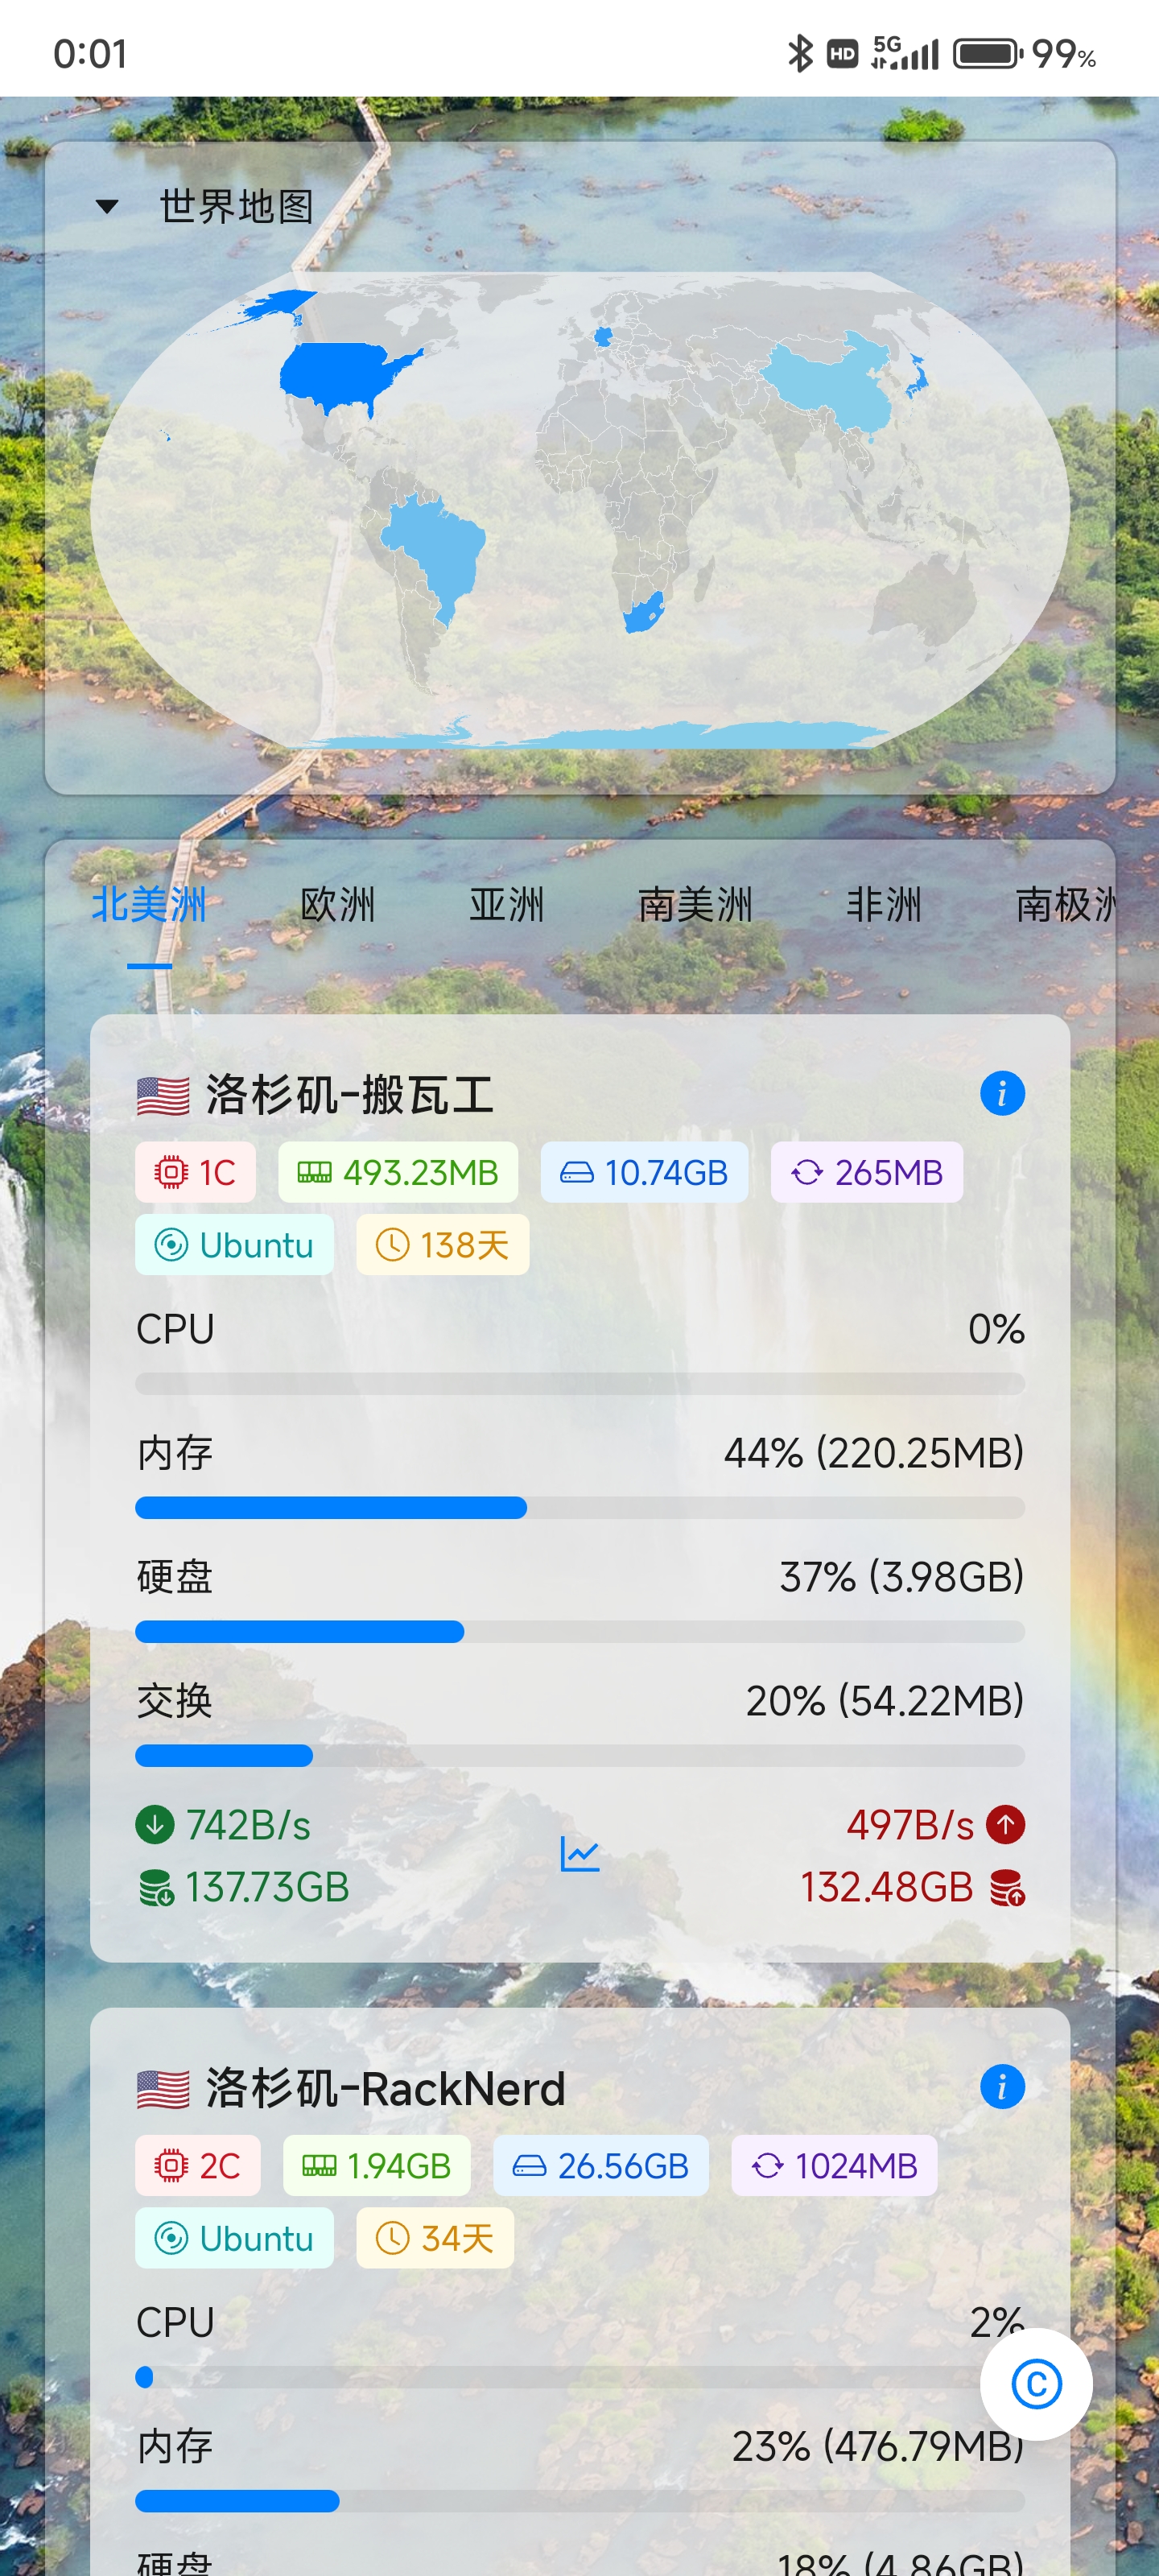 0:01
HD 5G 99%
世界地图
北美洲 欧洲 亚洲 南美洲 非洲 南极洲
洛杉矶-搬瓦工
1C 493.23MB 10.74GB 265MB
Ubuntu 138天
CPU 0%
内存 44% (220.25MB)
硬盘 37% (3.98GB)
交换 20% (54.22MB)
742B/s 497B/s
137.73GB 132.48GB
洛杉矶-RackNerd
2C 1.94GB 26.56GB 1024MB
Ubuntu 34天
CPU 2%
内存 23% (476.79MB)
硬盘 18% (4.86GB)